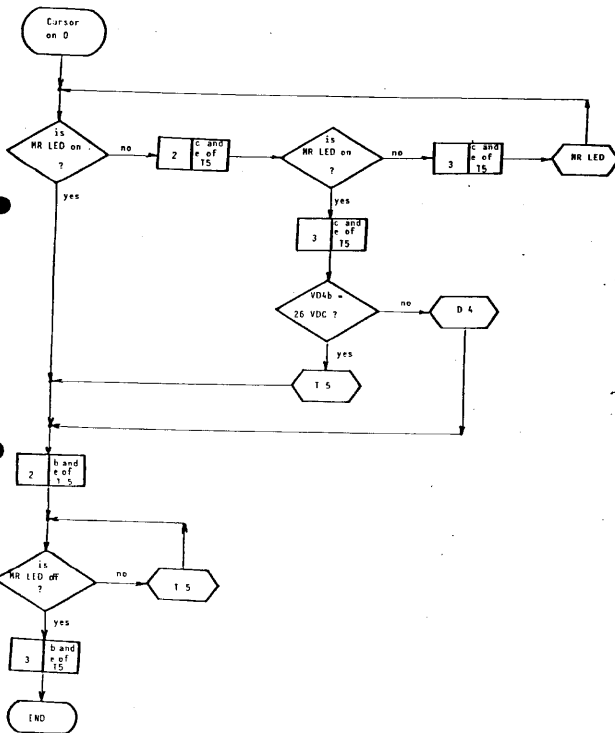 Cursor
on 0
is
MR LED on
?
no
2
c and
e of
T5
is
MR LED on
?
no
3
c and
e of
T5
MR LED
yes
yes
3
c and
e of
T5
VD4b =
26 VDC ?
no
D 4
yes
T 5
2
b and
e of
T 5
is
MR LED off
?
no
T 5
yes
3
b and
e of
T5
END